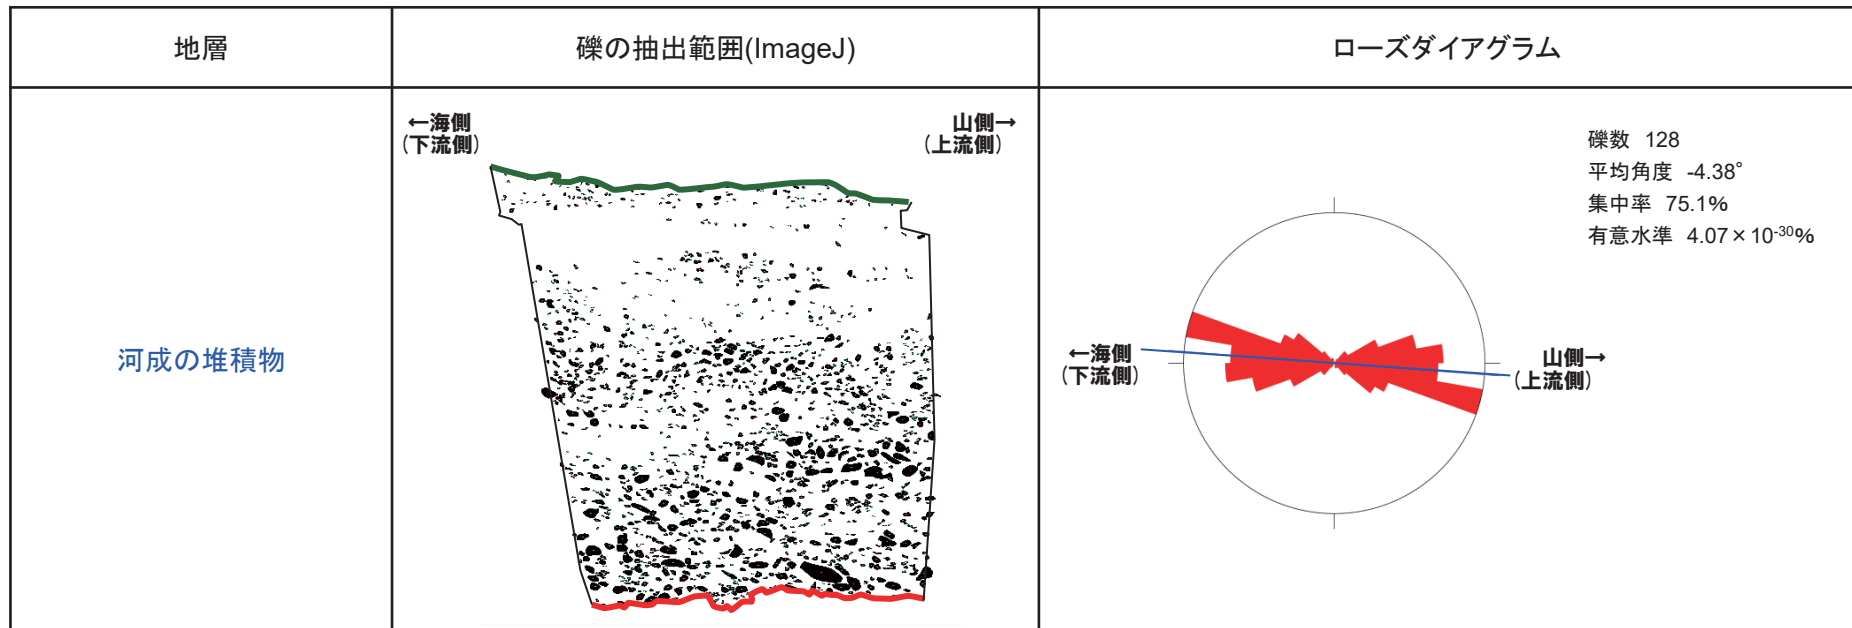 地層
礫の抽出範囲(ImageJ)
ローズダイアグラム
河成の堆積物
←海側
(下流側)
山側→
(上流側)
礫数 128
平均角度 -4.38°
集中率 75.1%
有意水準 4.07×10⁻³⁰%
←海側
(下流側)
山側→
(上流側)